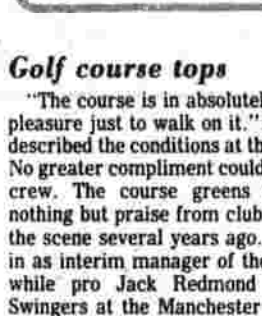 Golf course tops
"The course is in absolutel
pleasure just to walk on it."
described the conditions at th
No greater compliment could
crew. The course greens
nothing but praise from club
the scene several years ago.
in as interim manager of the
while pro Jack Redmond
Swingers at the Manchester